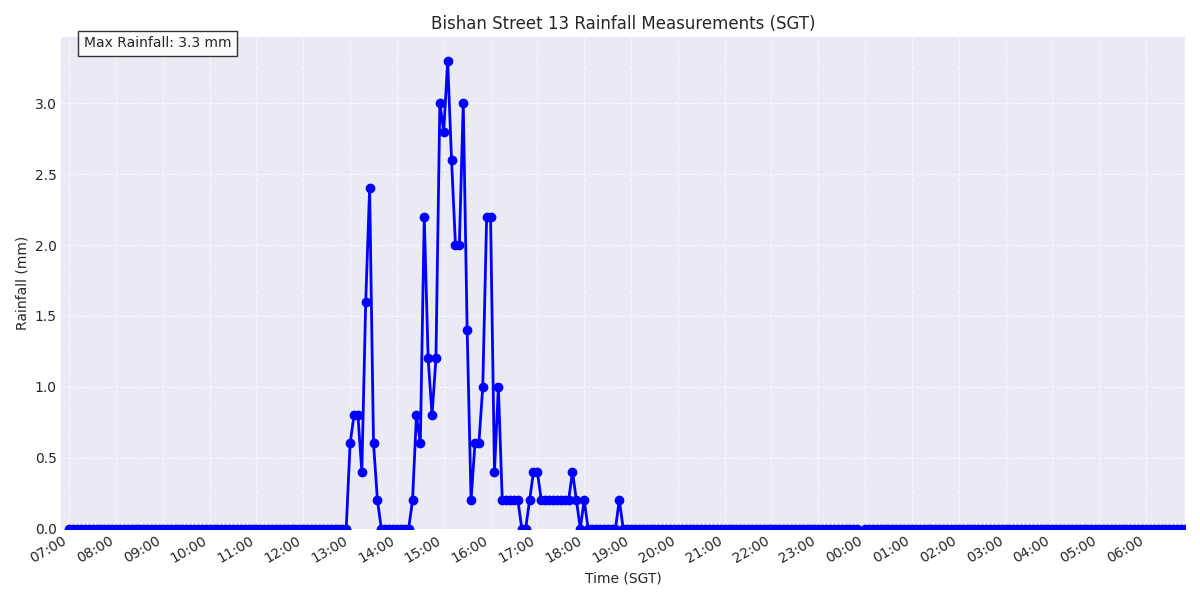 Bishan Street 13 Rainfall Measurements (SGT)
Max Rainfall: 3.3 mm
Rainfall (mm)
3.0
2.5
2.0
1.5
1.0
0.5
0.0
07:00 08:00 09:00 10:00 11:00 12:00 13:00 14:00 15:00 16:00 17:00 18:00 19:00 20:00 21:00 22:00 23:00 00:00 01:00 02:00 03:00 04:00 05:00 06:00
Time (SGT)